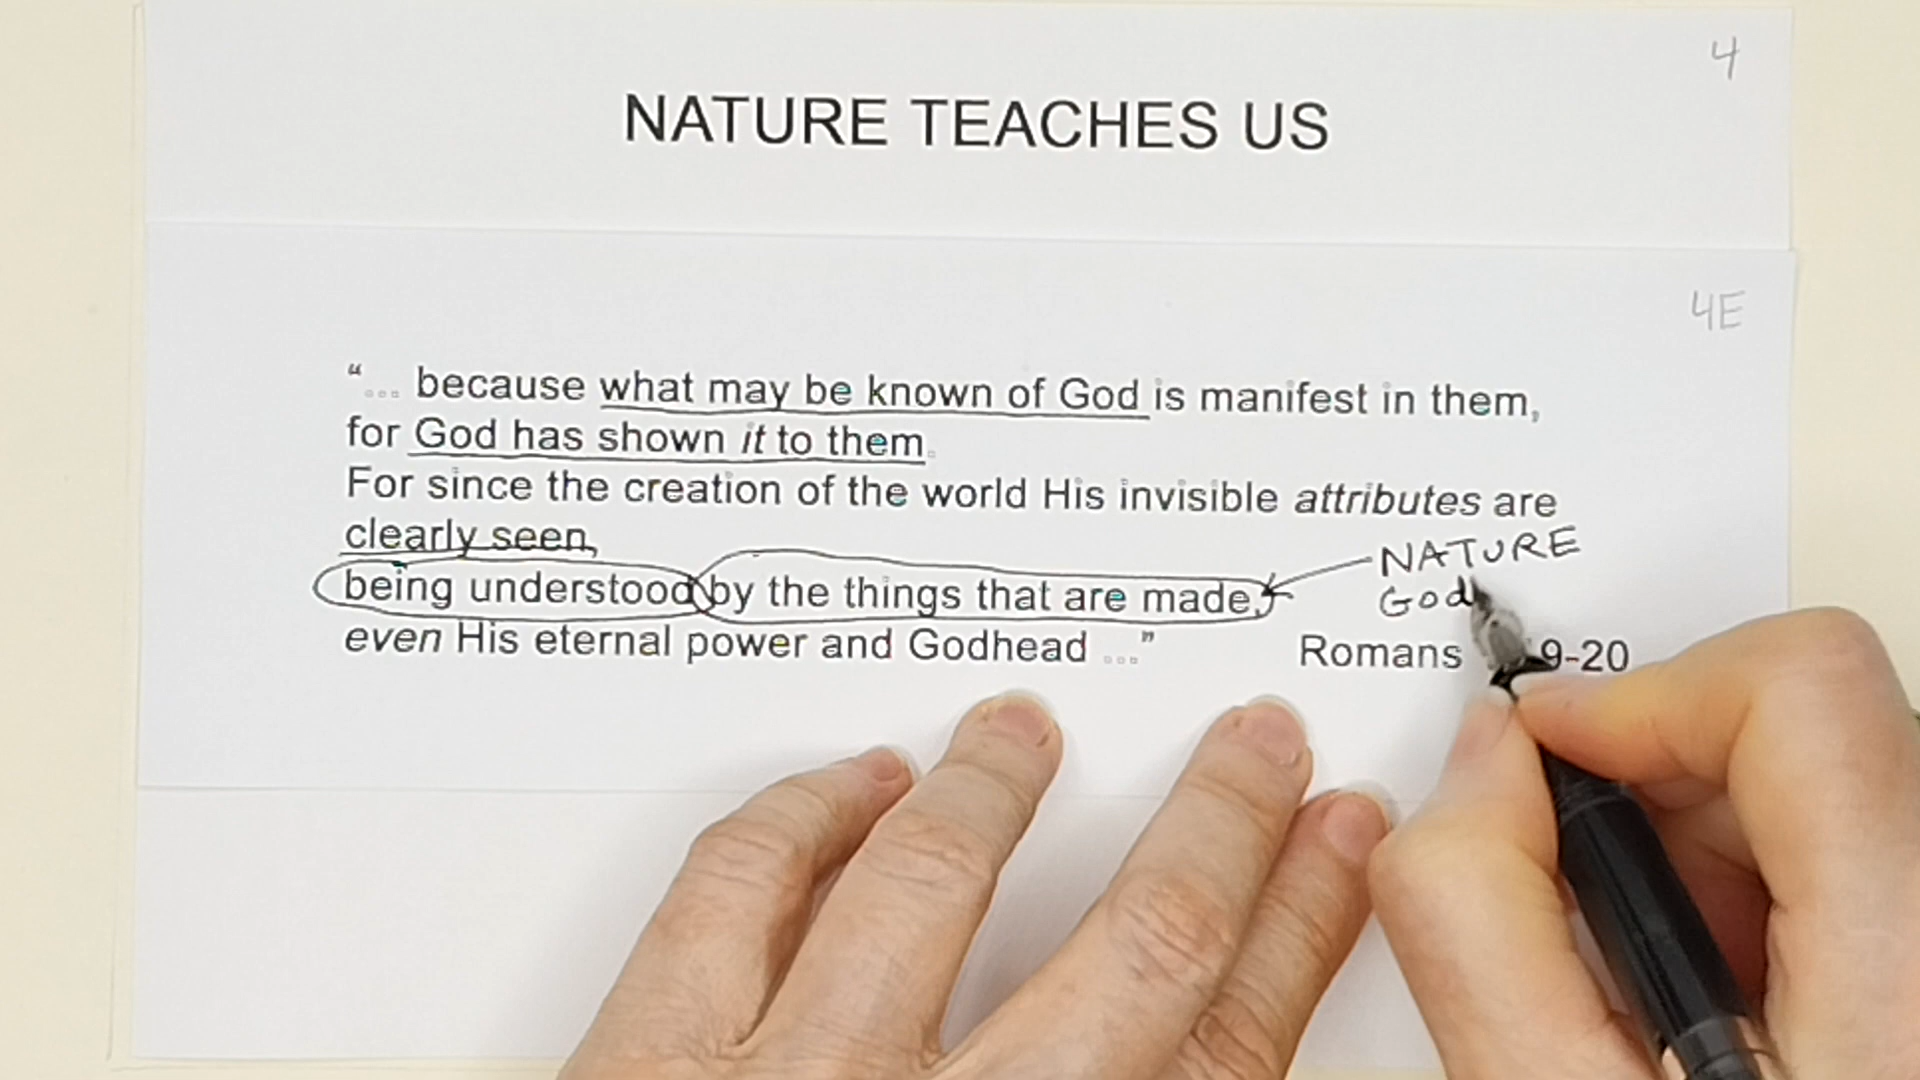 4
NATURE TEACHES US
4E
“... because what may be known of God is manifest in them,
for God has shown it to them.
For since the creation of the world His invisible attributes are
clearly seen,
NATURE
being understood by the things that are made,
God
even His eternal power and Godhead ...”
Romans 9-20